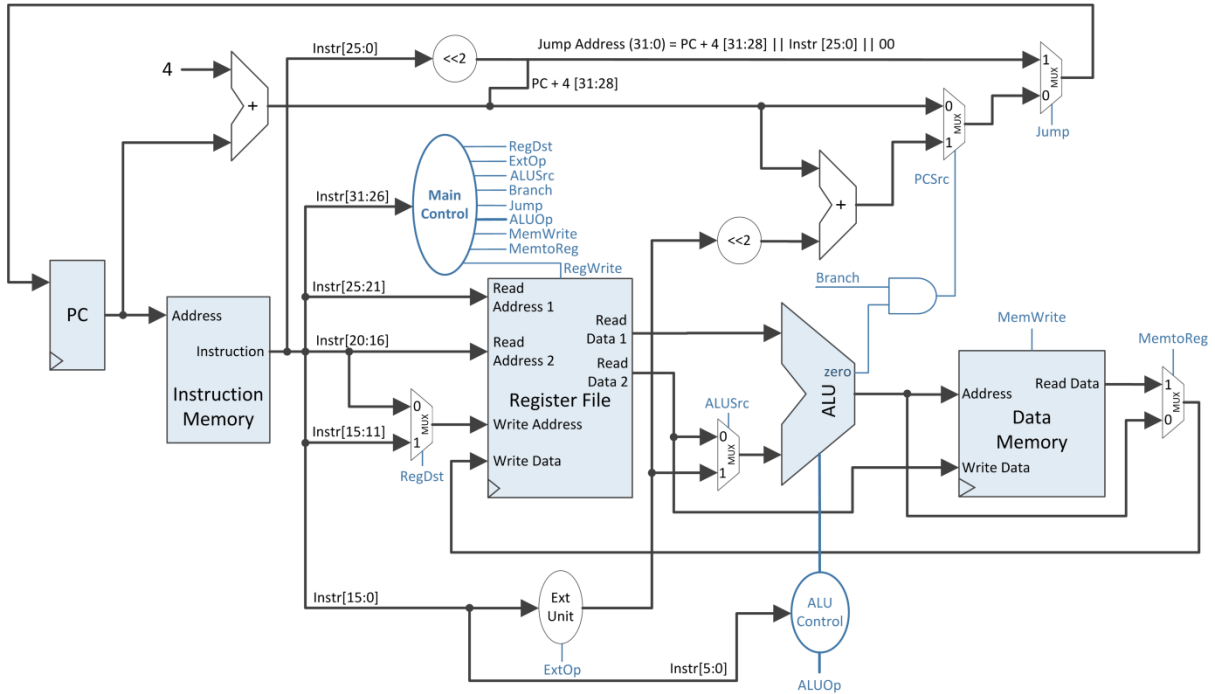 Instr[25:0]
<<2
Jump Address (31:0) = PC + 4 [31:28] || Instr [25:0] || 00
PC + 4 [31:28]
4
+
1
MUX
0
Jump
0
MUX
1
PCSrc
RegDst
ExtOp
ALUSrc
Branch
Jump
ALUOp
MemWrite
MemtoReg
RegWrite
Main
Control
Instr[31:26]
+
<<2
PC
Address
Instruction
Instruction
Memory
Instr[25:21]
Instr[20:16]
Instr[15:11]
0
MUX
1
RegDst
Read
Address 1
Read
Address 2
Read
Data 1
Read
Data 2
Register File
Write Address
Write Data
Branch
ALUSrc
0
MUX
1
zero
ALU
MemWrite
Address
Read Data
Data
Memory
Write Data
MemtoReg
1
MUX
0
Instr[15:0]
Ext
Unit
ExtOp
Instr[5:0]
ALU
Control
ALUOp